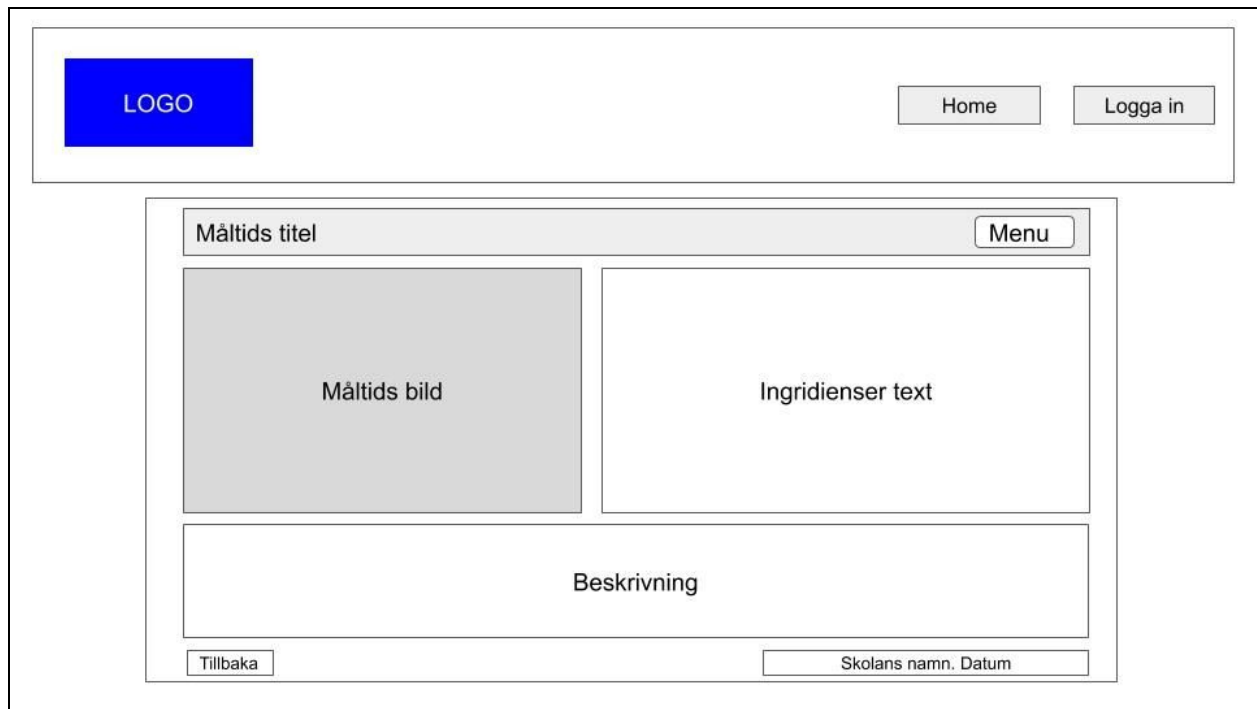 LOGO
Home
Logga in
Måltids titel
Menu
Måltids bild
Ingridienser text
Beskrivning
Tillbaka
Skolans namn. Datum